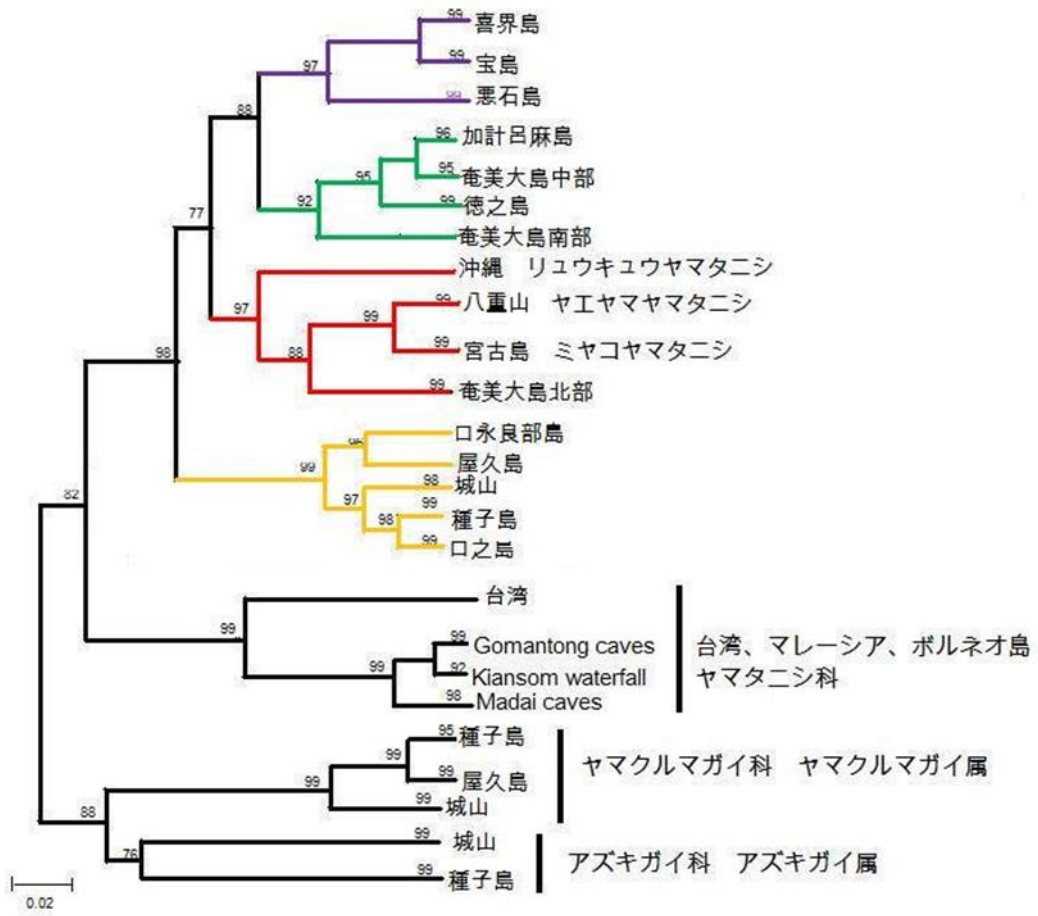 99
喜界島
99
宝島
97
99
悪石島
88
96
加計呂麻島
95
95
奄美大島中部
92
99
徳之島
奄美大島南部
77
沖縄 リュウキュウヤマタニシ
97
99
八重山 ヤエヤマヤマタニシ
99
99
宮古島 ミヤコヤマタニシ
88
98
99
奄美大島北部
口永良部島
96
屋久島
99
98
城山
97
99
種子島
98
99
口之島
82
台湾
99
99
Gomantong caves
99
92
Kiansom waterfall
98
Madai caves
台湾、マレーシア、ボルネオ島
ヤマタニシ科
95
種子島
99
99
屋久島
99
99
城山
ヤマクルマガイ科 ヤマクルマガイ属
88
99
城山
76
99
種子島
アズキガイ科 アズキガイ属
0.02